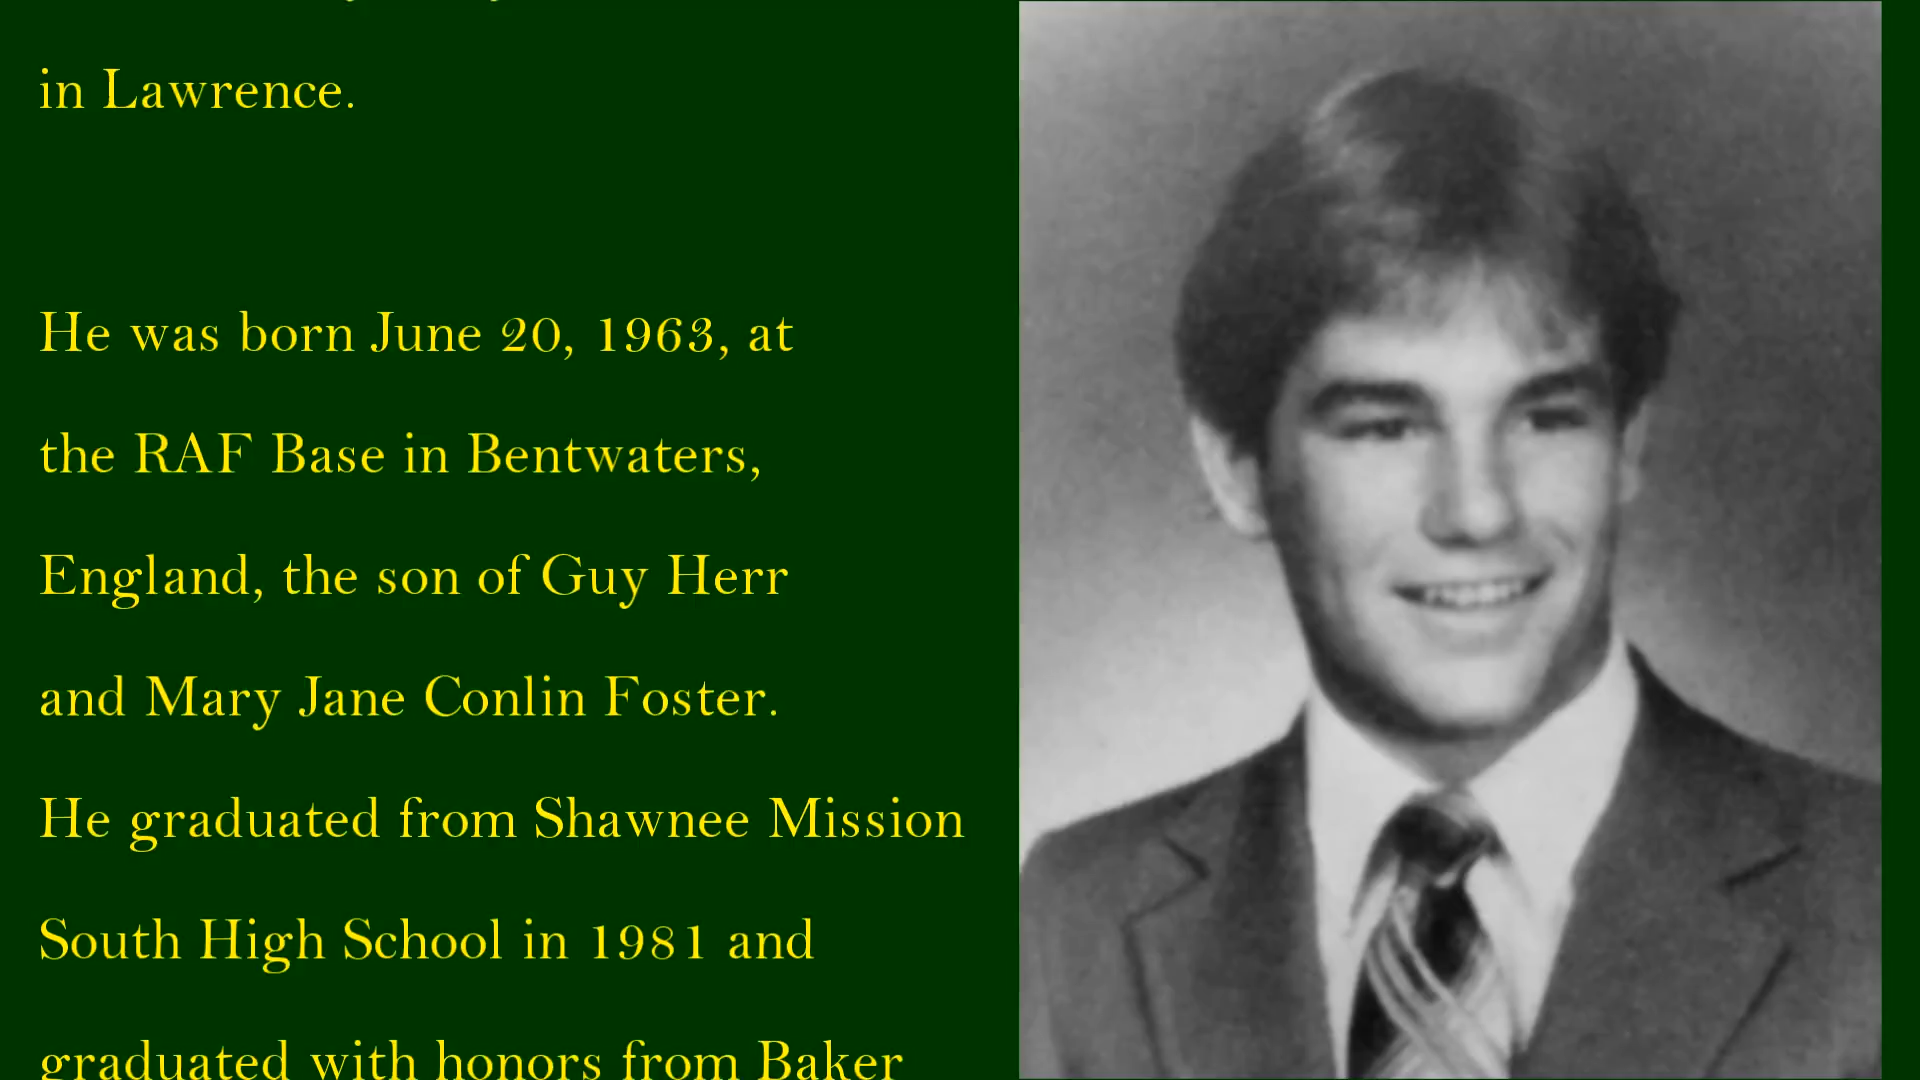 in Lawrence.
He was born June 20, 1963, at
the RAF Base in Bentwaters,
England, the son of Guy Herr
and Mary Jane Conlin Foster.
He graduated from Shawnee Mission
South High School in 1981 and
graduated with honors from Baker